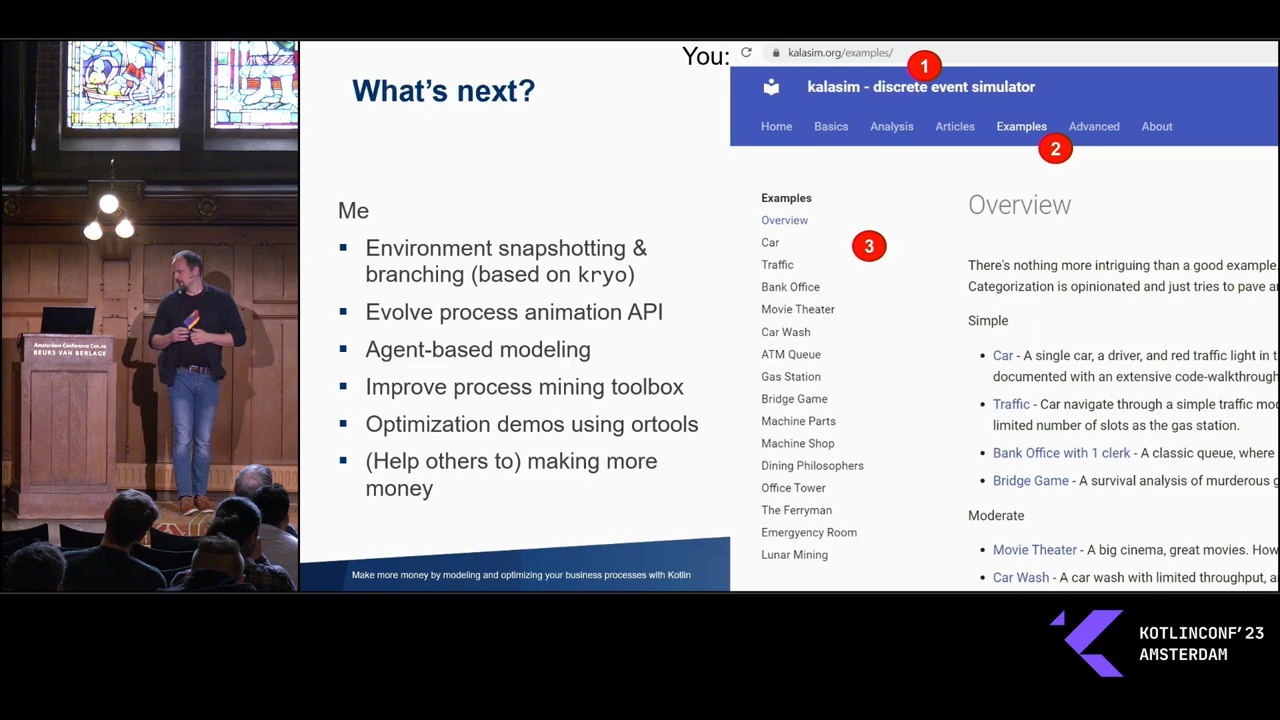 Amsterdam Conference Centre
BEURS VAN BERLAGE
What's next?
Me
▪ Environment snapshotting &
branching (based on kryo)
▪ Evolve process animation API
▪ Agent-based modeling
▪ Improve process mining toolbox
▪ Optimization demos using ortools
▪ (Help others to) making more
money
Make more money by modeling and optimizing your business processes with Kotlin
You:
kalasim.org/examples/
1
kalasim - discrete event simulator
Home Basics Analysis Articles Examples Advanced About
2
Examples
Overview
Car
3
Traffic
Bank Office
Movie Theater
Car Wash
ATM Queue
Gas Station
Bridge Game
Machine Parts
Machine Shop
Dining Philosophers
Office Tower
The Ferryman
Emergyency Room
Lunar Mining
Overview
There's nothing more intriguing than a good example.
Categorization is opinionated and just tries to pave a
Simple
• Car - A single car, a driver, and red traffic light in t
documented with an extensive code-walkthrough
• Traffic - Car navigate through a simple traffic mo
limited number of slots as the gas station.
• Bank Office with 1 clerk - A classic queue, where
• Bridge Game - A survival analysis of murderous g
Moderate
• Movie Theater - A big cinema, great movies. How
• Car Wash - A car wash with limited throughput, a
KOTLINCONF'23
AMSTERDAM